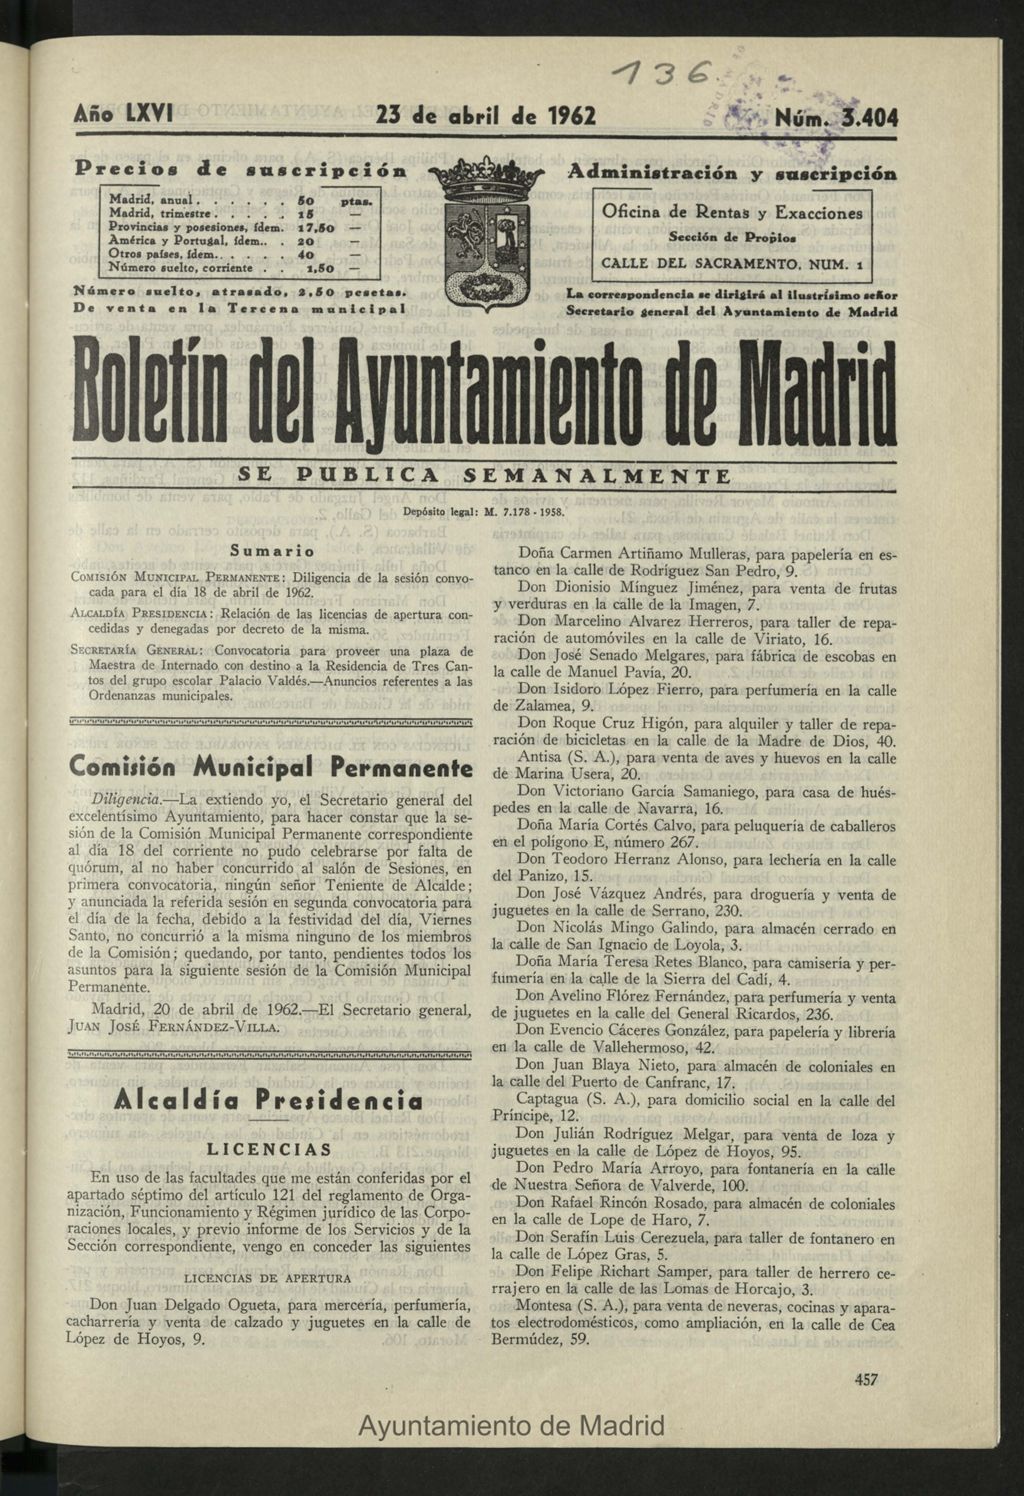 136
Año LXVI 23 de abril de 1962 Núm. 3.404
Precios de suscripción
Madrid, anual. . . . . . 50 ptas.
Madrid, trimestre . . . . . 15 —
Provincias y posesiones, ídem. 17,50 —
América y Portugal, ídem.. . 20 —
Otros países, ídem. . . . . . 40 —
Número suelto, corriente . . 1,50 —
Número suelto, atrasado, 2,50 pesetas.
De venta en la Tercena municipal
Administración y suscripción
Oficina de Rentas y Exacciones
Sección de Propios
CALLE DEL SACRAMENTO, NUM. 1
La correspondencia se dirigirá al ilustrísimo señor
Secretario general del Ayuntamiento de Madrid
Boletín del Ayuntamiento de Madrid
SE PUBLICA SEMANALMENTE
Depósito legal: M. 7.178 - 1958.
Sumario
COMISIÓN MUNICIPAL PERMANENTE: Diligencia de la sesión convo-
cada para el día 18 de abril de 1962.
ALCALDÍA PRESIDENCIA: Relación de las licencias de apertura con-
cedidas y denegadas por decreto de la misma.
SECRETARÍA GENERAL: Convocatoria para proveer una plaza de
Maestra de Internado con destino a la Residencia de Tres Can-
tos del grupo escolar Palacio Valdés.—Anuncios referentes a las
Ordenanzas municipales.
Comisión Municipal Permanente
Diligencia.—La extiendo yo, el Secretario general del
excelentísimo Ayuntamiento, para hacer constar que la se-
sión de la Comisión Municipal Permanente correspondiente
al día 18 del corriente no pudo celebrarse por falta de
quórum, al no haber concurrido al salón de Sesiones, en
primera convocatoria, ningún señor Teniente de Alcalde;
y anunciada la referida sesión en segunda convocatoria para
el día de la fecha, debido a la festividad del día, Viernes
Santo, no concurrió a la misma ninguno de los miembros
de la Comisión; quedando, por tanto, pendientes todos los
asuntos para la siguiente sesión de la Comisión Municipal
Permanente.
Madrid, 20 de abril de 1962.—El Secretario general,
JUAN JOSÉ FERNÁNDEZ-VILLA.
Alcaldía Presidencia
LICENCIAS
En uso de las facultades que me están conferidas por el
apartado séptimo del artículo 121 del reglamento de Orga-
nización, Funcionamiento y Régimen jurídico de las Corpo-
raciones locales, y previo informe de los Servicios y de la
Sección correspondiente, vengo en conceder las siguientes
LICENCIAS DE APERTURA
Don Juan Delgado Ogueta, para mercería, perfumería,
cacharrería y venta de calzado y juguetes en la calle de
López de Hoyos, 9.
Doña Carmen Artiñamo Mulleras, para papelería en es-
tanco en la calle de Rodríguez San Pedro, 9.
Don Dionisio Mínguez Jiménez, para venta de frutas
y verduras en la calle de la Imagen, 7.
Don Marcelino Alvarez Herreros, para taller de repa-
ración de automóviles en la calle de Viriato, 16.
Don José Senado Melgares, para fábrica de escobas en
la calle de Manuel Pavía, 20.
Don Isidoro López Fierro, para perfumería en la calle
de Zalamea, 9.
Don Roque Cruz Higón, para alquiler y taller de repa-
ración de bicicletas en la calle de la Madre de Dios, 40.
Antisa (S. A.), para venta de aves y huevos en la calle
de Marina Usera, 20.
Don Victoriano García Samaniego, para casa de hués-
pedes en la calle de Navarra, 16.
Doña María Cortés Calvo, para peluquería de caballeros
en el polígono E, número 267.
Don Teodoro Herranz Alonso, para lechería en la calle
del Panizo, 15.
Don José Vázquez Andrés, para droguería y venta de
juguetes en la calle de Serrano, 230.
Don Nicolás Mingo Galindo, para almacén cerrado en
la calle de San Ignacio de Loyola, 3.
Doña María Teresa Retes Blanco, para camisería y per-
fumería en la calle de la Sierra del Cadi, 4.
Don Avelino Flórez Fernández, para perfumería y venta
de juguetes en la calle del General Ricardos, 236.
Don Evencio Cáceres González, para papelería y librería
en la calle de Vallehermoso, 42.
Don Juan Blaya Nieto, para almacén de coloniales en
la calle del Puerto de Canfranc, 17.
Captagua (S. A.), para domicilio social en la calle del
Príncipe, 12.
Don Julián Rodríguez Melgar, para venta de loza y
juguetes en la calle de López de Hoyos, 95.
Don Pedro María Arroyo, para fontanería en la calle
de Nuestra Señora de Valverde, 100.
Don Rafael Rincón Rosado, para almacén de coloniales
en la calle de Lope de Haro, 7.
Don Serafín Luis Cerezuela, para taller de fontanero en
la calle de López Gras, 5.
Don Felipe Richart Samper, para taller de herrero ce-
rrajero en la calle de las Lomas de Horcajo, 3.
Montesa (S. A.), para venta de neveras, cocinas y apara-
tos electrodomésticos, como ampliación, en la calle de Cea
Bermúdez, 59.
457
Ayuntamiento de Madrid